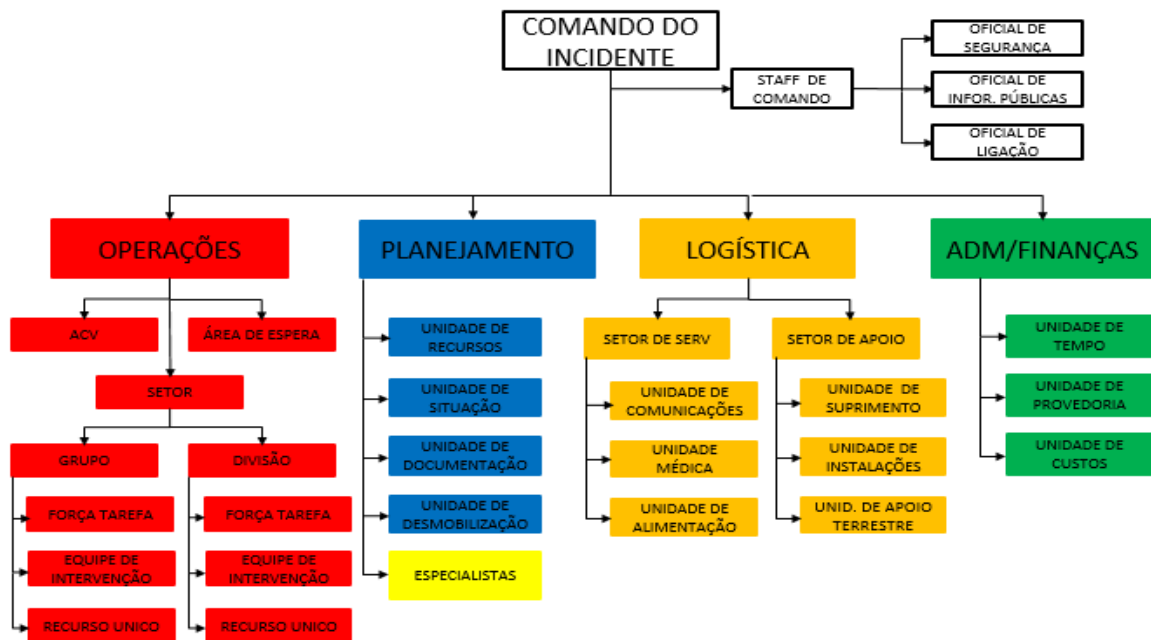 COMANDO DO
INCIDENTE
STAFF DE
COMANDO
OFICIAL DE
SEGURANÇA
OFICIAL DE
INFOR. PÚBLICAS
OFICIAL DE
LIGAÇÃO
OPERAÇÕES
PLANEJAMENTO
LOGÍSTICA
ADM/FINANÇAS
ACV
ÁREA DE ESPERA
SETOR
GRUPO
DIVISÃO
FORÇA TAREFA
FORÇA TAREFA
EQUIPE DE
INTERVENÇÃO
EQUIPE DE
INTERVENÇÃO
RECURSO UNICO
RECURSO UNICO
UNIDADE DE
RECURSOS
UNIDADE DE
SITUAÇÃO
UNIDADE DE
DOCUMENTAÇÃO
UNIDADE DE
DESMOBILIZAÇÃO
ESPECIALISTAS
SETOR DE SERV
SETOR DE APOIO
UNIDADE DE
COMUNICAÇÕES
UNIDADE
MÉDICA
UNIDADE DE
ALIMENTAÇÃO
UNIDADE DE
SUPRIMENTO
UNIDADE DE
INSTALAÇÕES
UNID. DE APOIO
TERRESTRE
UNIDADE DE
TEMPO
UNIDADE DE
PROVEDORIA
UNIDADE DE
CUSTOS